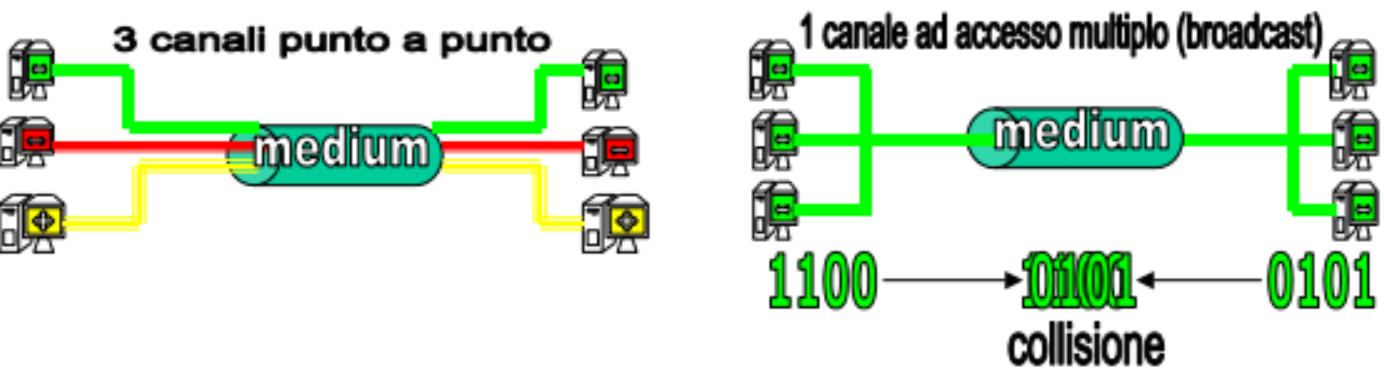 3 canali punto a punto
medium
1 canale ad accesso multiplo (broadcast)
medium
1100
0101
collisione